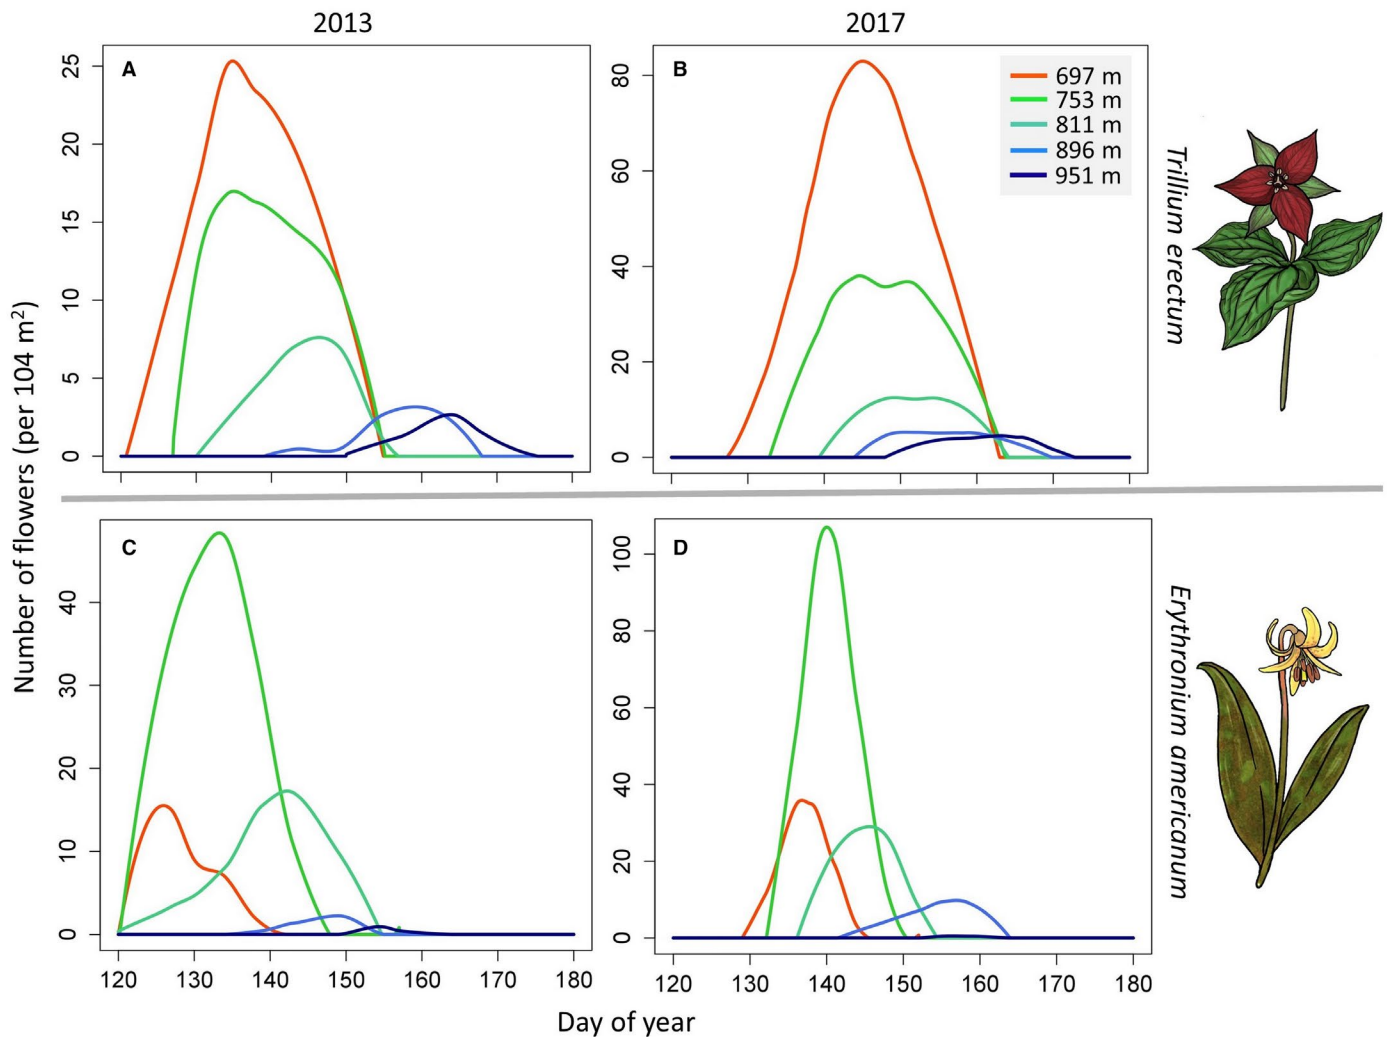 2013
2017
Number of flowers (per 104 m²)
A
25
20
15
10
5
0
B
80
60
40
20
0
697 m
753 m
811 m
896 m
951 m
Trillium erectum
C
40
30
20
10
0
120 130 140 150 160 170 180
D
100
80
60
40
20
0
120 130 140 150 160 170 180
Erythronium americanum
Day of year